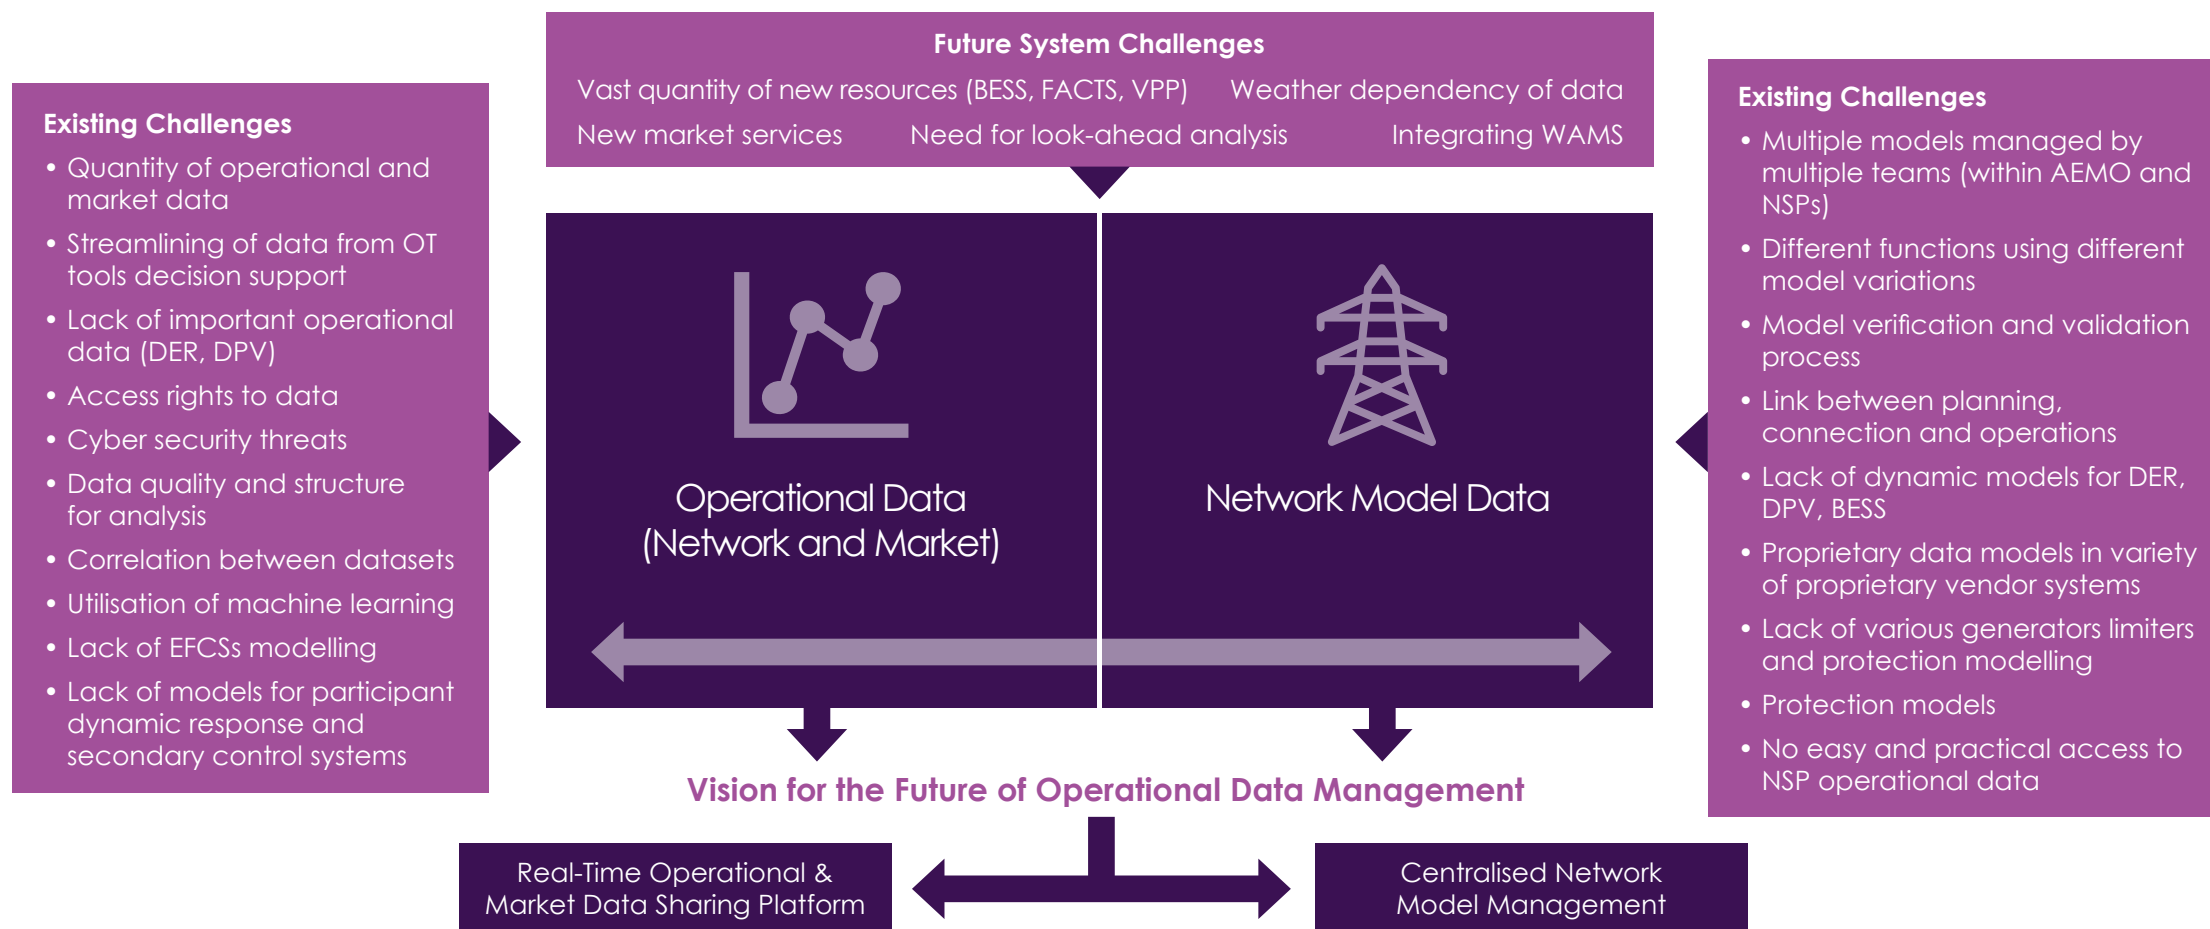 Future System Challenges
Vast quantity of new resources (BESS, FACTS, VPP) Weather dependency of data
New market services Need for look-ahead analysis Integrating WAMS
Existing Challenges
• Quantity of operational and
market data
• Streamlining of data from OT
tools decision support
• Lack of important operational
data (DER, DPV)
• Access rights to data
• Cyber security threats
• Data quality and structure
for analysis
• Correlation between datasets
• Utilisation of machine learning
• Lack of EFCSs modelling
• Lack of models for participant
dynamic response and
secondary control systems
Operational Data
(Network and Market)
Network Model Data
Existing Challenges
• Multiple models managed by
multiple teams (within AEMO and
NSPs)
• Different functions using different
model variations
• Model verification and validation
process
• Link between planning,
connection and operations
• Lack of dynamic models for DER,
DPV, BESS
• Proprietary data models in variety
of proprietary vendor systems
• Lack of various generators limiters
and protection modelling
• Protection models
• No easy and practical access to
NSP operational data
Vision for the Future of Operational Data Management
Real-Time Operational &
Market Data Sharing Platform
Centralised Network
Model Management